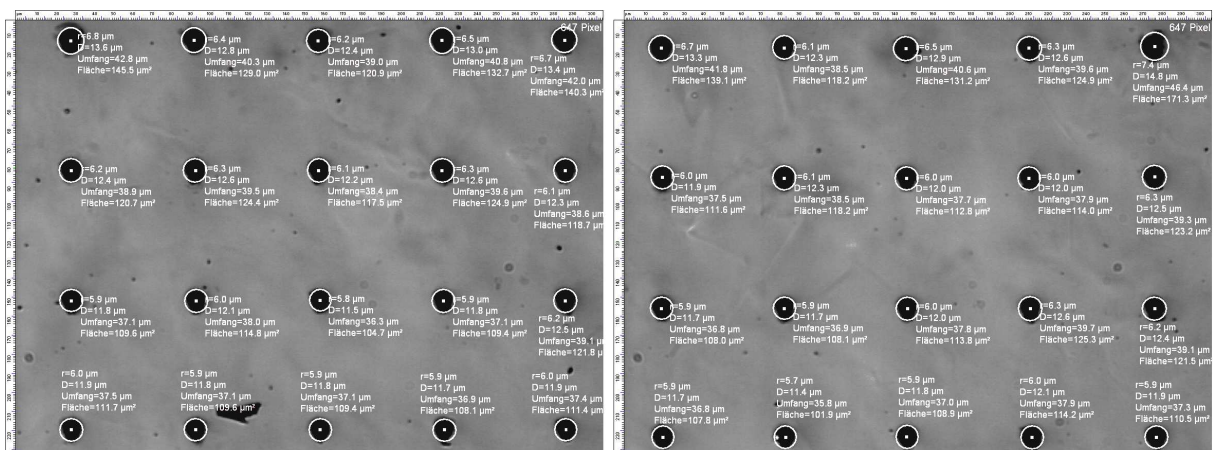 647 Pixel
r=6.8 µm
D=13.6 µm
Umfang=42.8 µm
Fläche=145.5 µm²
r=6.4 µm
D=12.8 µm
Umfang=40.3 µm
Fläche=129.0 µm²
r=6.2 µm
D=12.4 µm
Umfang=39.0 µm
Fläche=120.9 µm²
r=6.5 µm
D=13.0 µm
Umfang=40.8 µm
Fläche=132.7 µm²
r=6.7 µm
D=13.4 µm
Umfang=42.0 µm
Fläche=140.3 µm²
r=6.2 µm
D=12.4 µm
Umfang=38.9 µm
Fläche=120.7 µm²
r=6.3 µm
D=12.6 µm
Umfang=39.5 µm
Fläche=124.4 µm²
r=6.1 µm
D=12.2 µm
Umfang=38.4 µm
Fläche=117.5 µm²
r=6.3 µm
D=12.6 µm
Umfang=39.6 µm
Fläche=124.9 µm²
r=6.1 µm
D=12.3 µm
Umfang=38.6 µm
Fläche=118.7 µm²
r=5.9 µm
D=11.8 µm
Umfang=37.1 µm
Fläche=109.6 µm²
r=6.0 µm
D=12.1 µm
Umfang=38.0 µm
Fläche=114.8 µm²
r=5.8 µm
D=11.5 µm
Umfang=36.3 µm
Fläche=104.7 µm²
r=5.9 µm
D=11.8 µm
Umfang=37.1 µm
Fläche=109.4 µm²
r=6.2 µm
D=12.5 µm
Umfang=39.1 µm
Fläche=121.8 µ
r=6.0 µm
D=11.9 µm
Umfang=37.5 µm
Fläche=111.7 µm²
r=5.9 µm
D=11.8 µm
Umfang=37.1 µm
Fläche=109.6 µm²
r=5.9 µm
D=11.8 µm
Umfang=37.1 µm
Fläche=109.4 µm²
r=5.9 µm
D=11.7 µm
Umfang=36.9 µm
Fläche=108.1 µm²
r=6.0 µm
D=11.9 µm
Umfang=37.4 µm
Fläche=111.4 µm²
647 Pixel
r=6.7 µm
D=13.3 µm
Umfang=41.8 µm
Fläche=139.1 µm²
r=6.1 µm
D=12.3 µm
Umfang=38.5 µm
Fläche=118.2 µm²
r=6.5 µm
D=12.9 µm
Umfang=40.6 µm
Fläche=131.2 µm²
r=6.3 µm
D=12.6 µm
Umfang=39.6 µm
Fläche=124.9 µm²
r=7.4 µm
D=14.8 µm
Umfang=46.4 µm
Fläche=171.3 µm²
r=6.0 µm
D=11.9 µm
Umfang=37.5 µm
Fläche=111.6 µm²
r=6.1 µm
D=12.3 µm
Umfang=38.5 µm
Fläche=118.2 µm²
r=6.0 µm
D=12.0 µm
Umfang=37.7 µm
Fläche=112.8 µm²
r=6.0 µm
D=12.0 µm
Umfang=37.9 µm
Fläche=114.0 µm²
r=6.3 µm
D=12.5 µm
Umfang=39.3 µm
Fläche=123.2 µm²
r=5.9 µm
D=11.7 µm
Umfang=36.8 µm
Fläche=108.0 µm²
r=5.9 µm
D=11.7 µm
Umfang=36.9 µm
Fläche=108.1 µm²
r=6.0 µm
D=12.0 µm
Umfang=37.8 µm
Fläche=113.8 µm²
r=6.3 µm
D=12.6 µm
Umfang=39.7 µm
Fläche=125.3 µm²
r=6.2 µm
D=12.4 µm
Umfang=39.1 µm
Fläche=121.5 µm²
r=5.9 µm
D=11.7 µm
Umfang=36.8 µm
Fläche=107.8 µm²
r=5.7 µm
D=11.4 µm
Umfang=35.8 µm
Fläche=101.9 µm²
r=5.9 µm
D=11.8 µm
Umfang=37.0 µm
Fläche=108.9 µm²
r=6.0 µm
D=12.1 µm
Umfang=37.9 µm
Fläche=114.2 µm²
r=5.9 µm
D=11.9 µm
Umfang=37.3 µm
Fläche=110.5 µm²